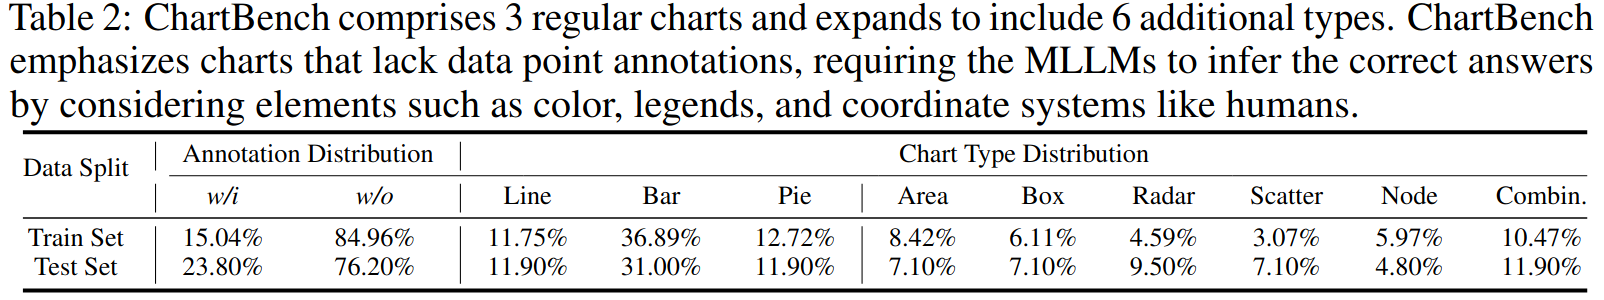 Table 2: ChartBench comprises 3 regular charts and expands to include 6 additional types. ChartBench
emphasizes charts that lack data point annotations, requiring the MLLMs to infer the correct answers
by considering elements such as color, legends, and coordinate systems like humans.
Data Split Annotation Distribution Chart Type Distribution
w/i w/o Line Bar Pie Area Box Radar Scatter Node Combin.
Train Set 15.04% 84.96% 11.75% 36.89% 12.72% 8.42% 6.11% 4.59% 3.07% 5.97% 10.47%
Test Set 23.80% 76.20% 11.90% 31.00% 11.90% 7.10% 7.10% 9.50% 7.10% 4.80% 11.90%